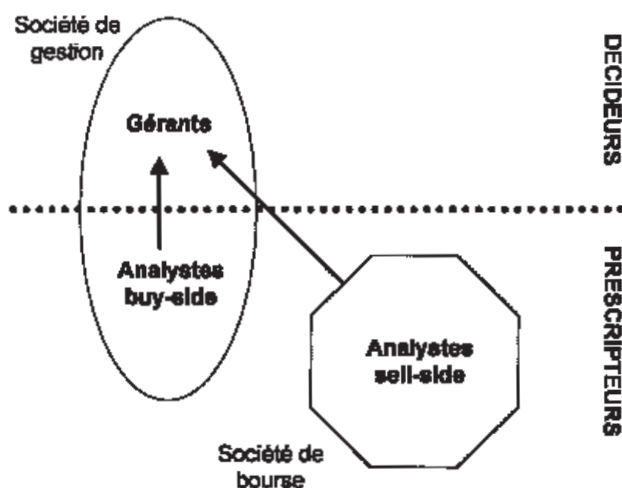 Société de
gestion
Gérants
DECIDEURS
Analystes
buy-side
Analystes
sell-side
PRESCRIPTEURS
Société de
bourse